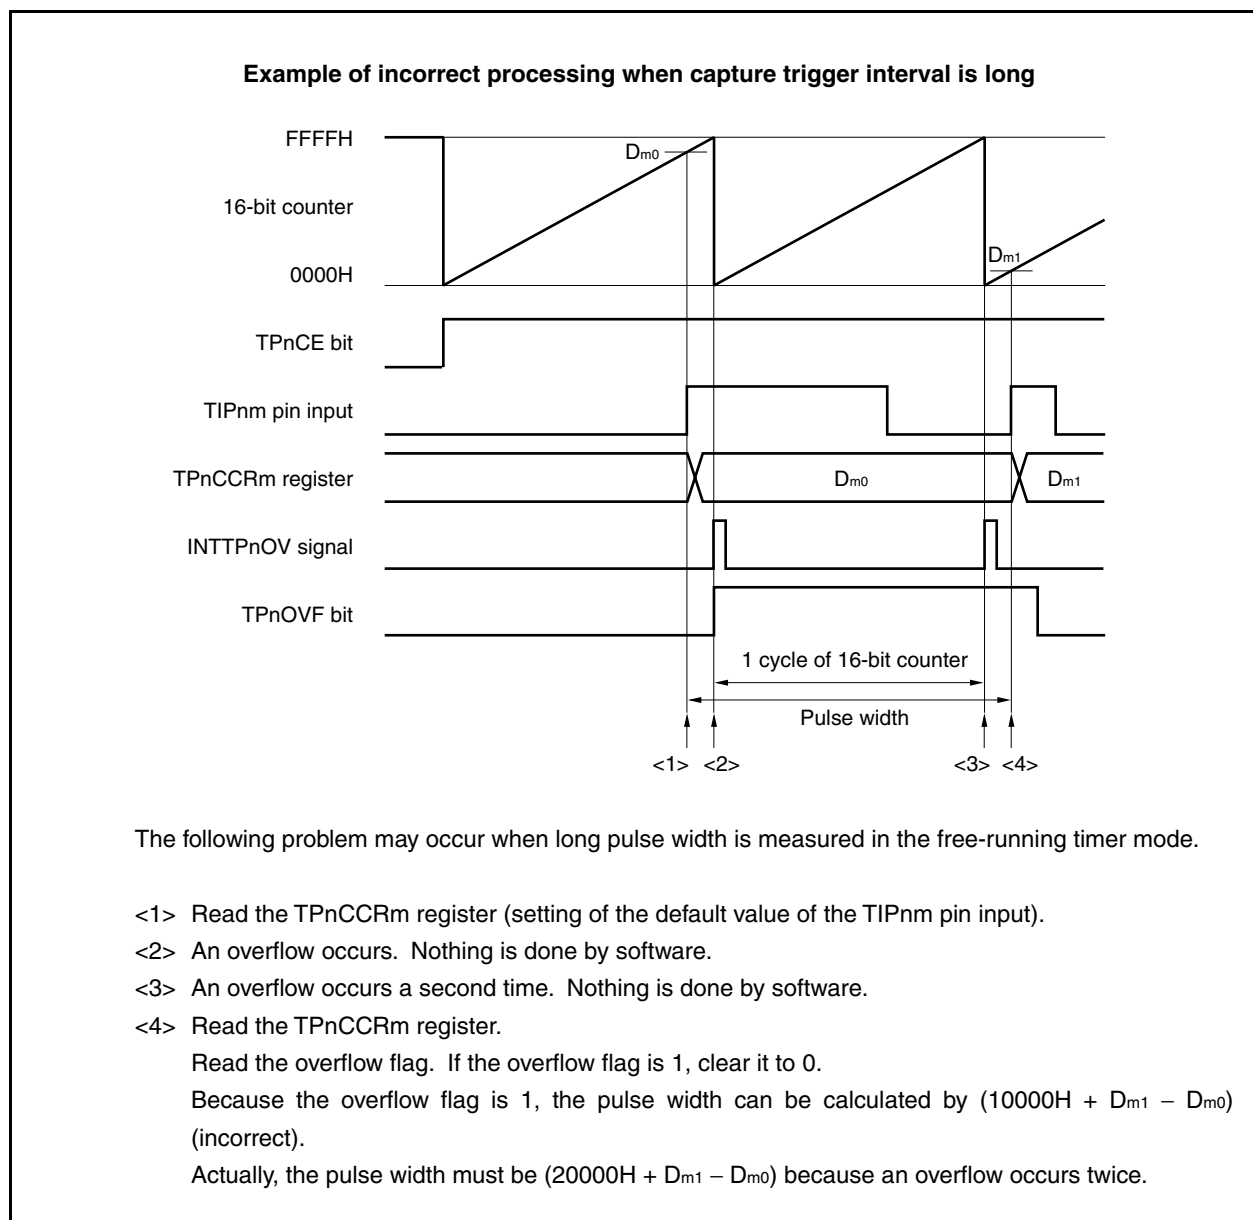 Example of incorrect processing when capture trigger interval is long
FFFFH
Dm0
16-bit counter
Dm1
0000H
TPnCE bit
TIPnm pin input
TPnCCRm register
Dm0
Dm1
INTTPnOV signal
TPnOVF bit
1 cycle of 16-bit counter
Pulse width
<1> <2> <3> <4>
The following problem may occur when long pulse width is measured in the free-running timer mode.
<1> Read the TPnCCRm register (setting of the default value of the TIPnm pin input).
<2> An overflow occurs. Nothing is done by software.
<3> An overflow occurs a second time. Nothing is done by software.
<4> Read the TPnCCRm register.
Read the overflow flag. If the overflow flag is 1, clear it to 0.
Because the overflow flag is 1, the pulse width can be calculated by (10000H + Dm1 – Dm0)
(incorrect).
Actually, the pulse width must be (20000H + Dm1 – Dm0) because an overflow occurs twice.